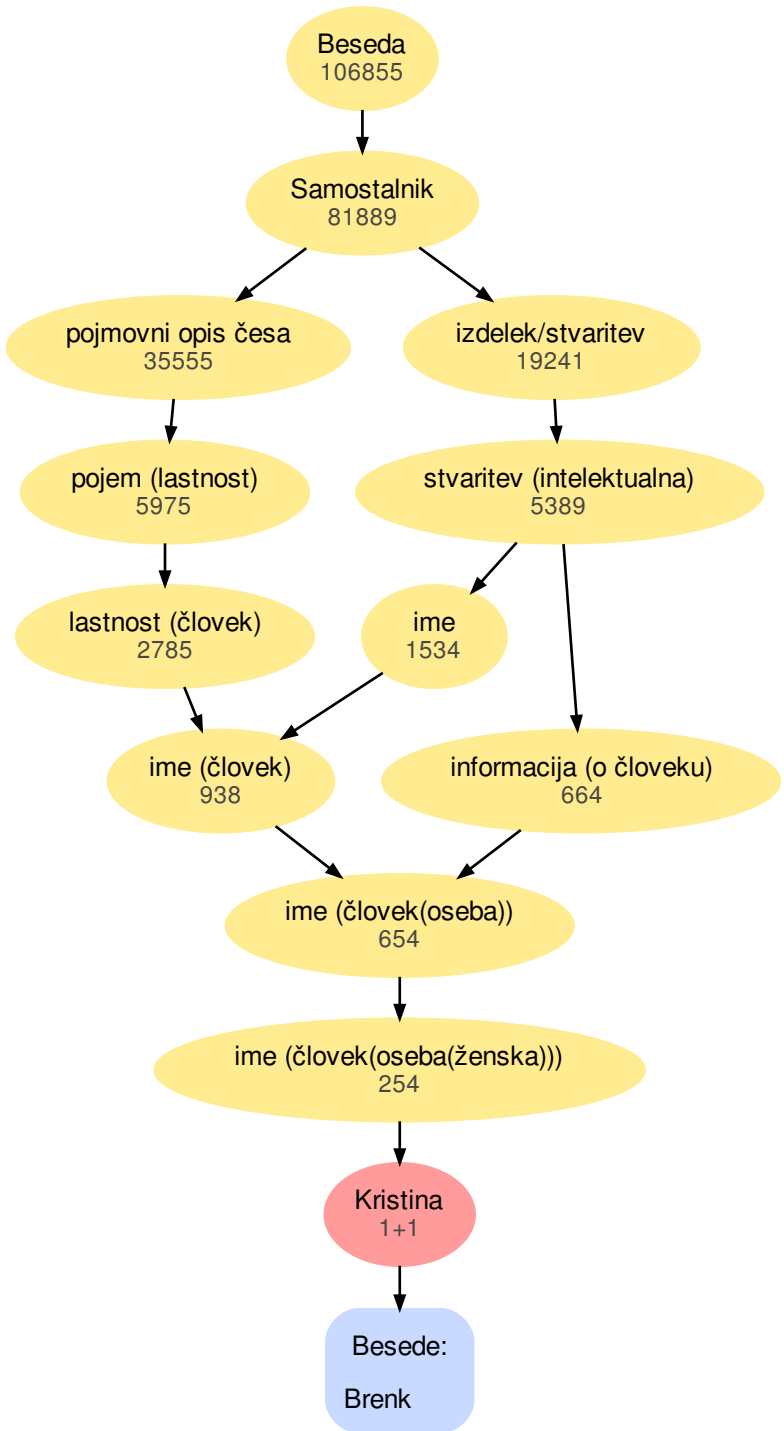 Beseda
106855
Samostalnik
81889
pojmovni opis česa
35555
izdelek/stvaritev
19241
pojem (lastnost)
5975
stvaritev (intelektualna)
5389
lastnost (človek)
2785
ime
1534
ime (človek)
938
informacija (o človeku)
664
ime (človek(oseba))
654
ime (človek(oseba(ženska)))
254
Kristina
1+1
Besede:
Brenk